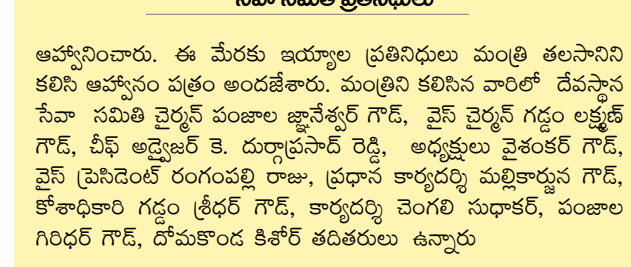 ఆహ్వానించారు. ఈ మేరకు ఇయ్యాల ప్రతినిధులు మంత్రి తలసానిని
కలిసి ఆహ్వానం పత్రం అందజేశారు. మంత్రిని కలిసిన వారిలో దేవస్థాన
సేవా సమితి చైర్మన్ పంజాల జ్ఞానేశ్వర్ గౌడ్, వైస్ చైర్మన్ గడ్డం లక్ష్మణ్
గౌడ్, చీఫ్ అడ్వైజర్ కె. దుర్గాప్రసాద్ రెడ్డి, అధ్యక్షులు వైశంకర్ గౌడ్,
వైస్ ప్రెసిడెంట్ రంగంపల్లి రాజు, ప్రధాన కార్యదర్శి మల్లికార్జున గౌడ్,
కోశాధికారి గడ్డం శ్రీధర్ గౌడ్, కార్యదర్శి చెంగలి సుధాకర్, పంజాల
గిరిధర్ గౌడ్, దోమకొండ కిశోర్ తదితరులు ఉన్నారు